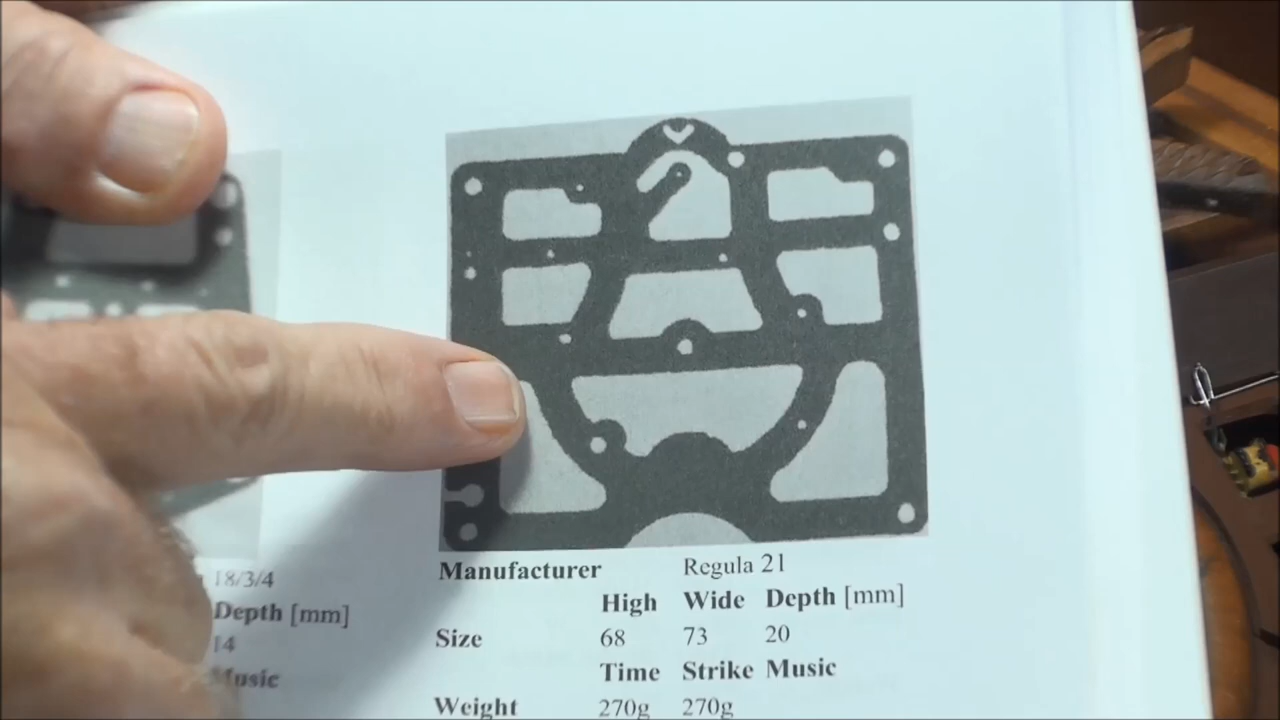 18/3/4
Depth [mm]
14
Music
Manufacturer Regula 21
High Wide Depth [mm]
Size 68 73 20
Time Strike Music
Weight 270g 270g